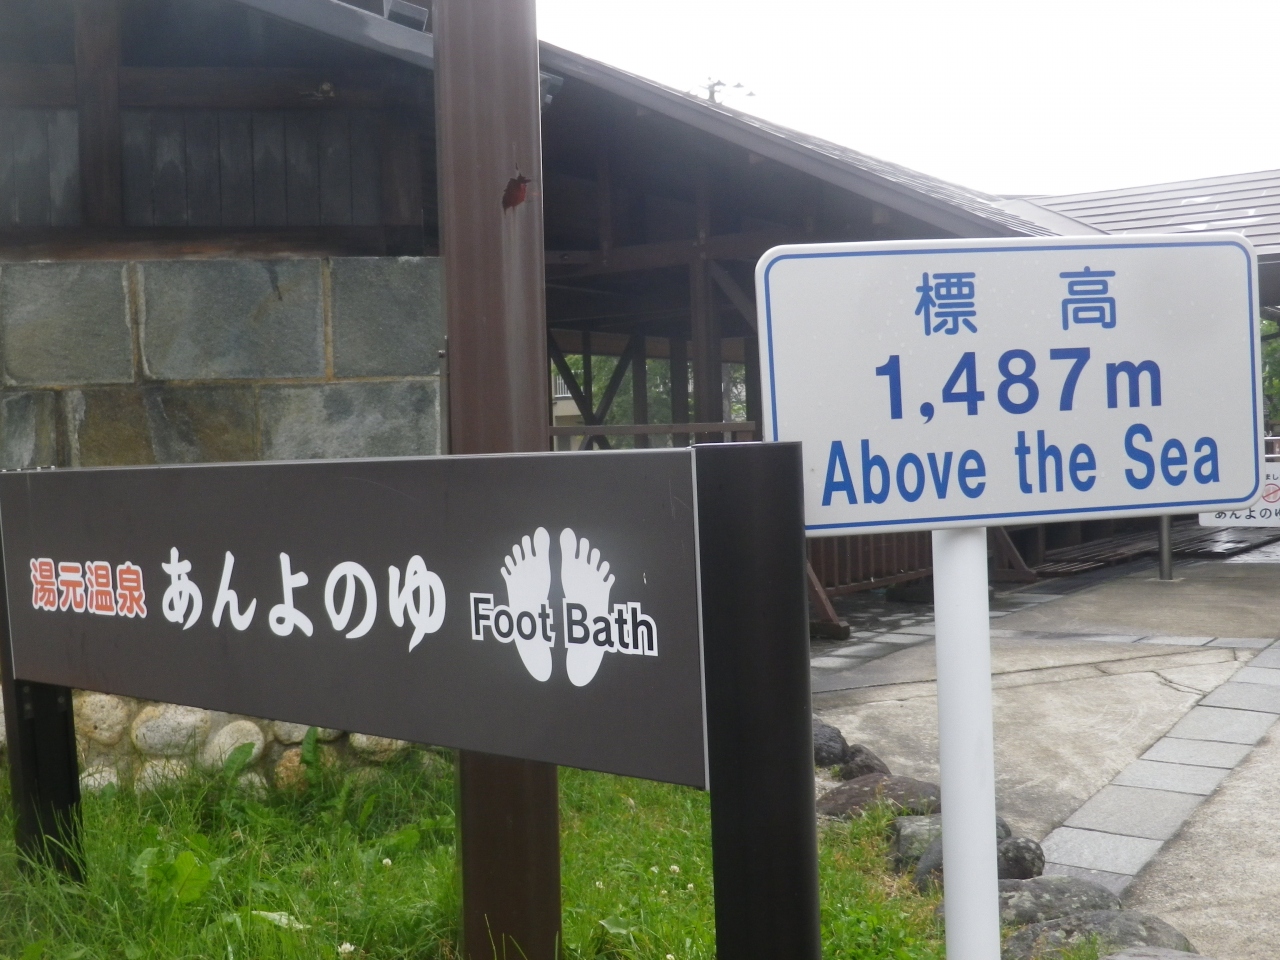 湯元温泉 あんよのゆ Foot Bath
標高
1,487m
Above the Sea
あんよのゆ